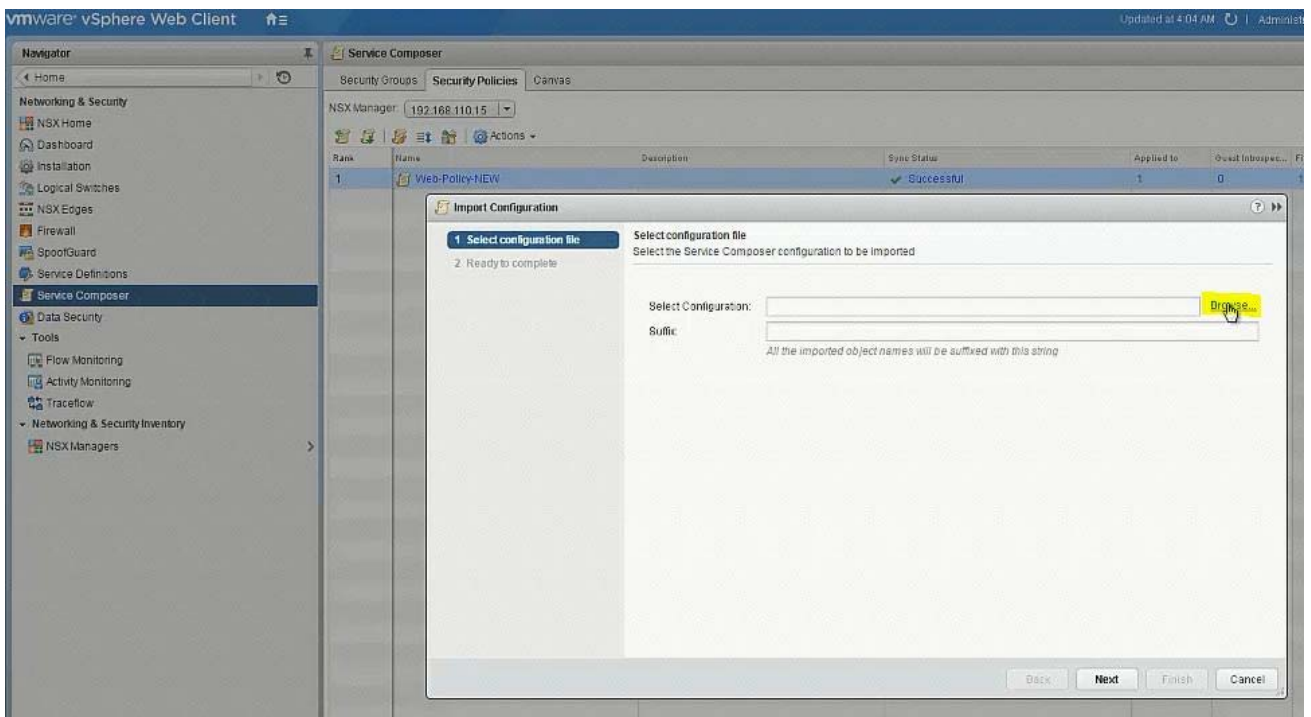 vmware® vSphere Web Client
Updated at 4:04 AM
Navigator
Home
Networking & Security
NSX Home
Dashboard
Installation
Logical Switches
NSX Edges
Firewall
SpoofGuard
Service Definitions
Service Composer
Data Security
Tools
Flow Monitoring
Activity Monitoring
Traceflow
Networking & Security Inventory
NSX Managers
Service Composer
Security Groups Security Policies Canvas
NSX Manager: 192.168.110.15
Actions
Rank Name Description Sync Status Applied to Guest Introspec...
1 Web-Policy-NEW Successful 1 0 1
Import Configuration
1 Select configuration file
2 Ready to complete
Select configuration file
Select the Service Composer configuration to be imported
Select Configuration: Browse...
Suffix:
All the imported object names will be suffixed with this string
Back Next Finish Cancel